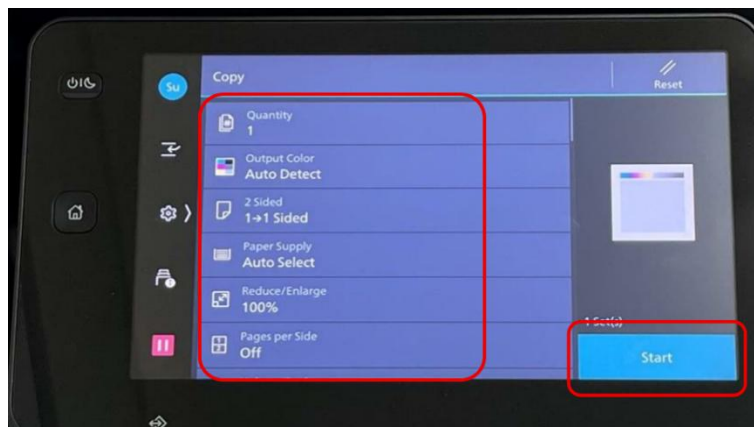 Su
Copy
Reset
Quantity
1
Output Color
Auto Detect
2 Sided
1→1 Sided
Paper Supply
Auto Select
Reduce/Enlarge
100%
Pages per Side
Off
1 Set(s)
Start